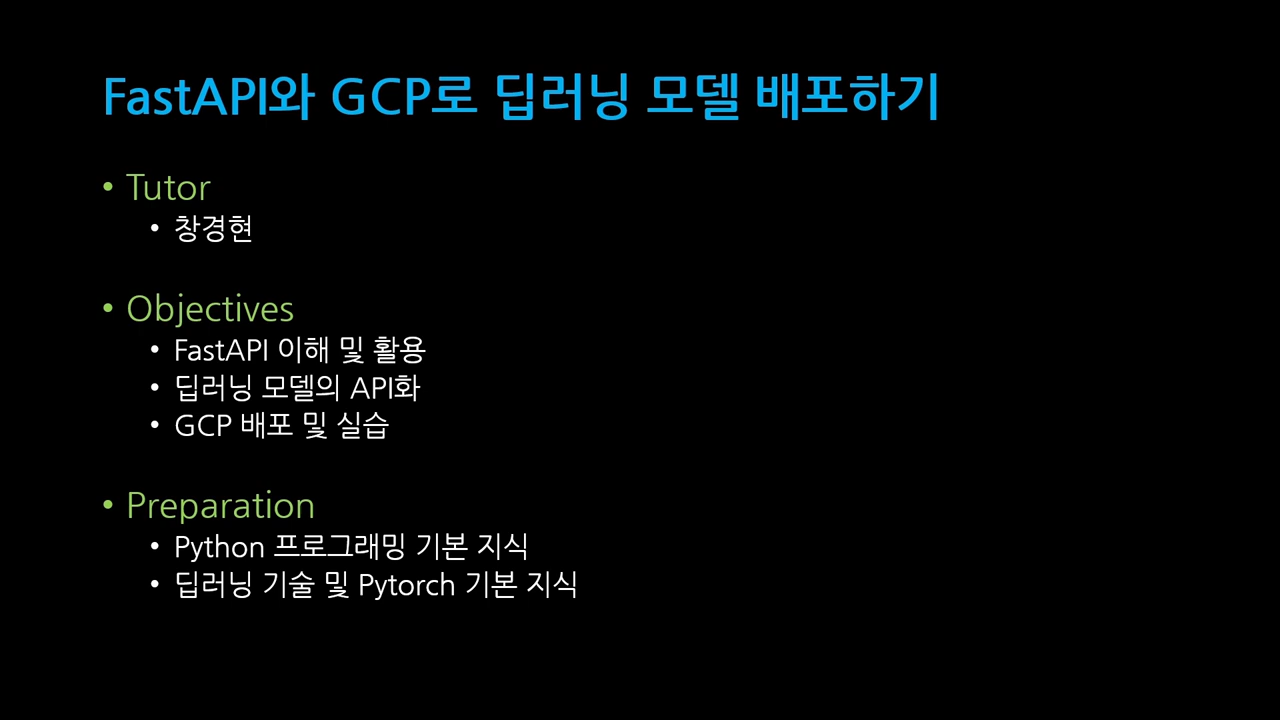 FastAPI와 GCP로 딥러닝 모델 배포하기
• Tutor
• 창경현
• Objectives
• FastAPI 이해 및 활용
• 딥러닝 모델의 API화
• GCP 배포 및 실습
• Preparation
• Python 프로그래밍 기본 지식
• 딥러닝 기술 및 Pytorch 기본 지식